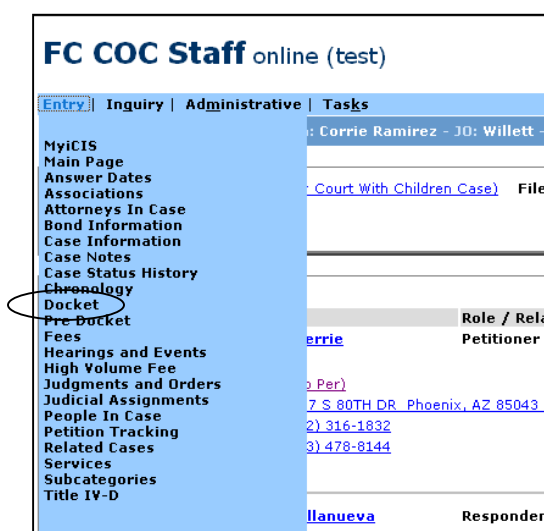 FC COC Staff online (test)
Entry | Inquiry | Administrative | Tasks
: Corrie Ramirez - JO: Willett -
MyiCIS
Main Page
Answer Dates
Associations
Court With Children Case) File
Attorneys In Case
Bond Information
Case Information
Case Notes
Case Status History
Chronology
Docket
Pre Docket
Role / Rela
Fees
errie Petitioner
Hearings and Events
High Volume Fee
Judgments and Orders
Per)
Judicial Assignments
7 S 80TH DR Phoenix, AZ 85043
People In Case
2) 316-1832
Petition Tracking
Related Cases
3) 478-8144
Services
Subcategories
Title IV-D
llanueva Responden